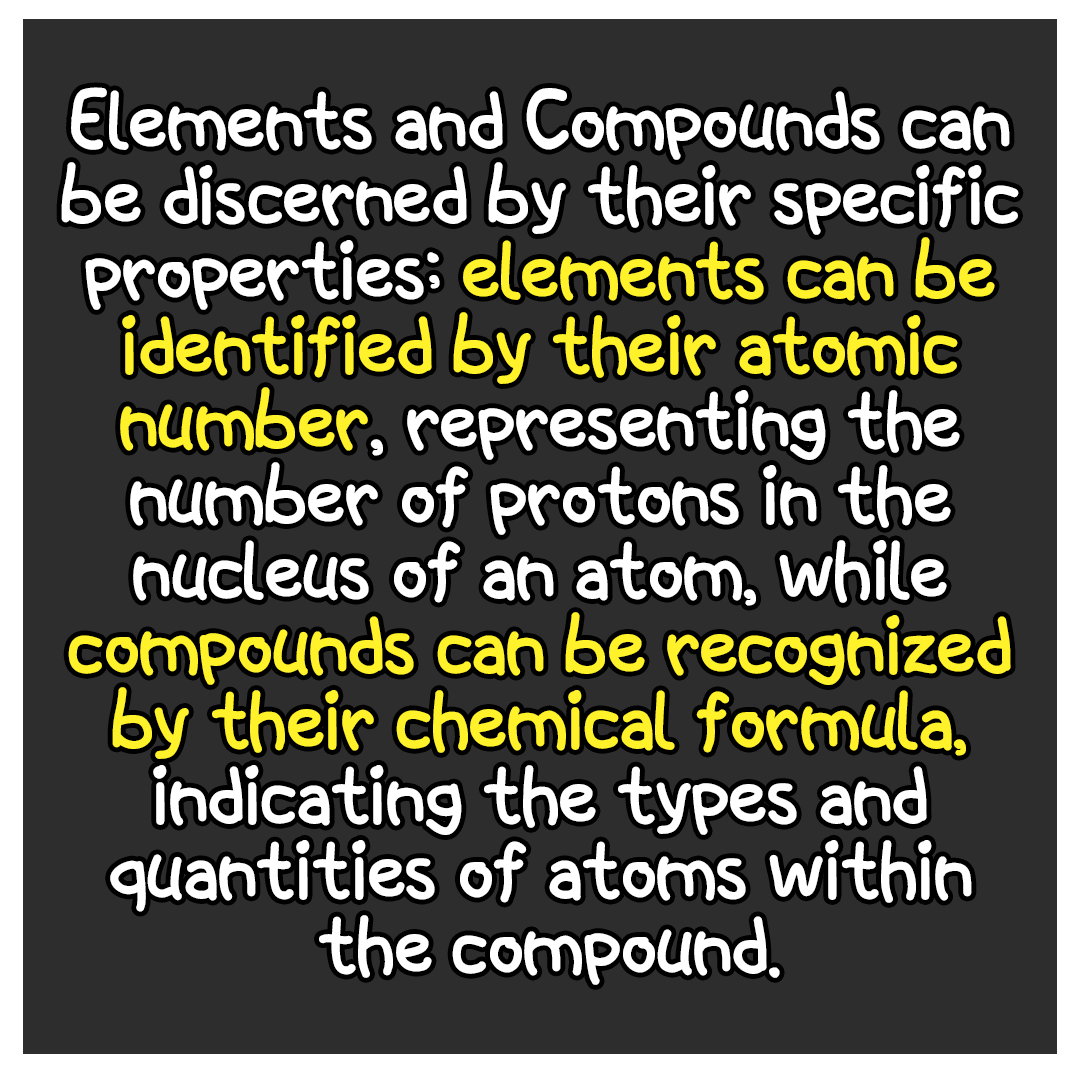 Elements and Compounds can
be discerned by their specific
properties; elements can be
identified by their atomic
number, representing the
number of protons in the
nucleus of an atom, while
compounds can be recognized
by their chemical formula,
indicating the types and
quantities of atoms within
the compound.